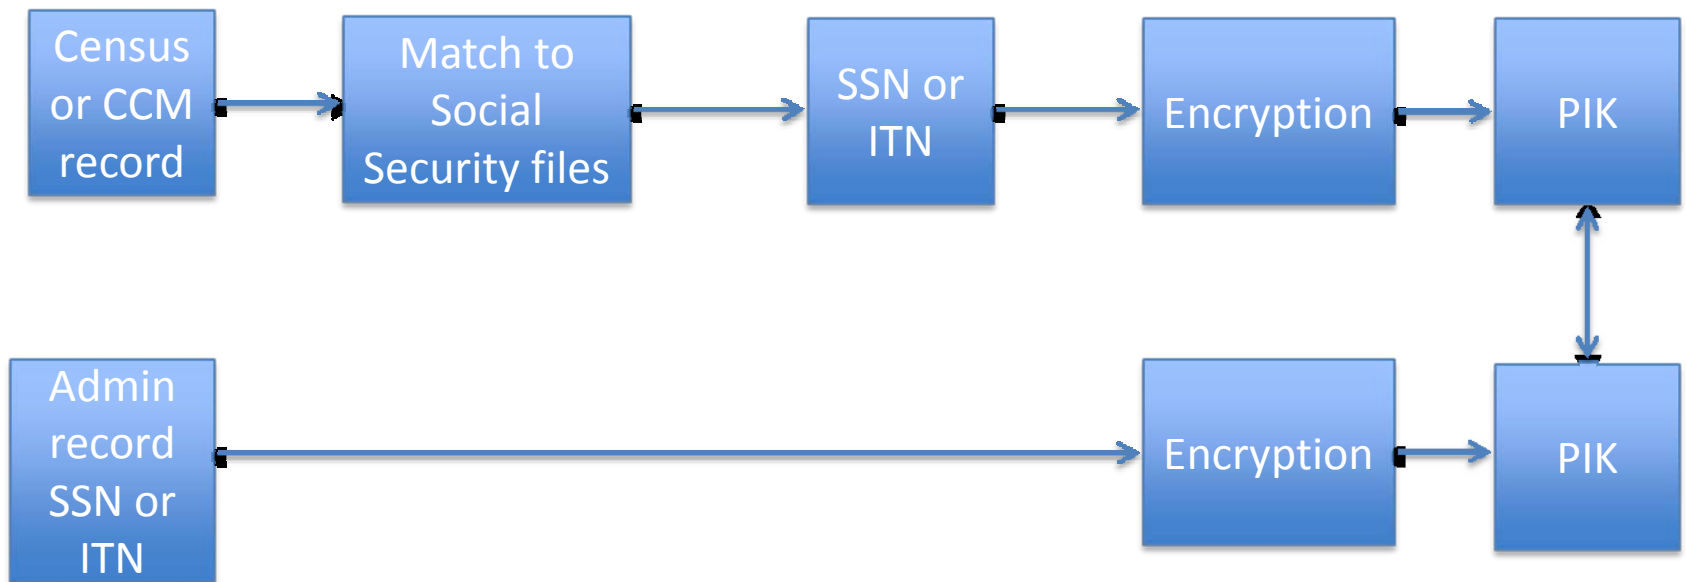 Census
or CCM
record
Match to
Social
Security files
SSN or
ITN
Encryption
PIK
Admin
record
SSN or
ITN
Encryption
PIK